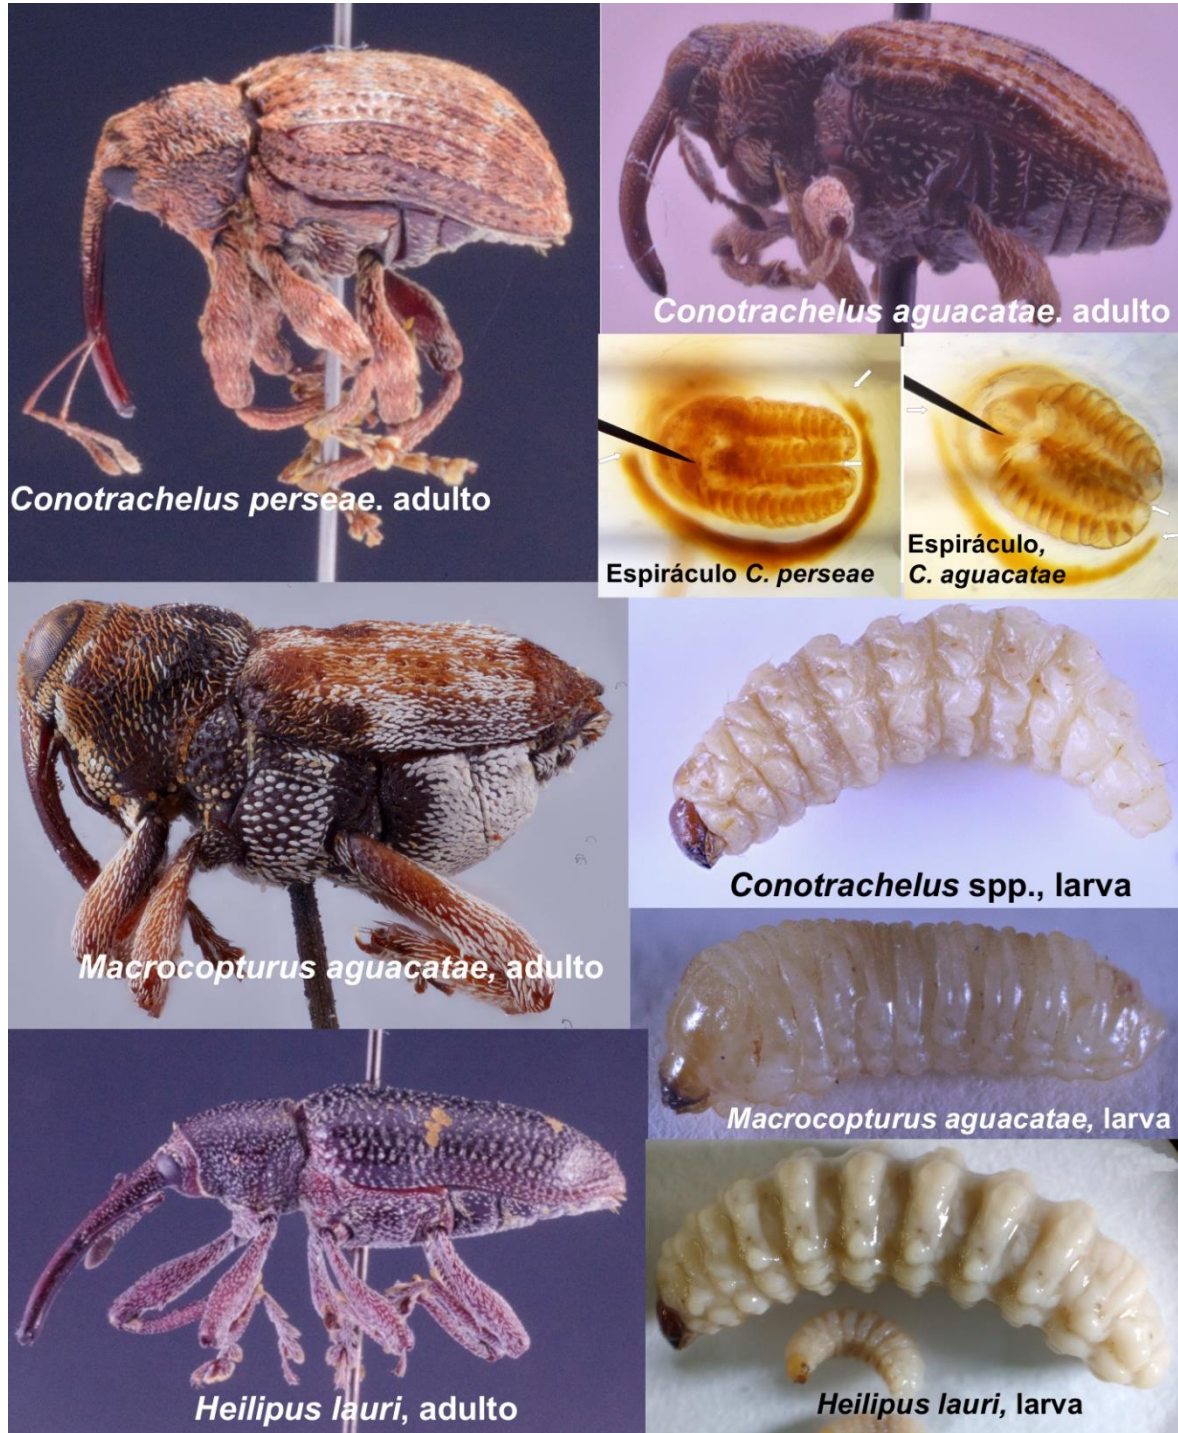 Conotrachelus aguacatae. adulto
Conotrachelus perseae. adulto
Espiráculo C. perseae
Espiráculo,
C. aguacatae
Conotrachelus spp., larva
Macrocopturus aguacatae, adulto
Macrocopturus aguacatae, larva
Heilipus lauri, adulto
Heilipus lauri, larva